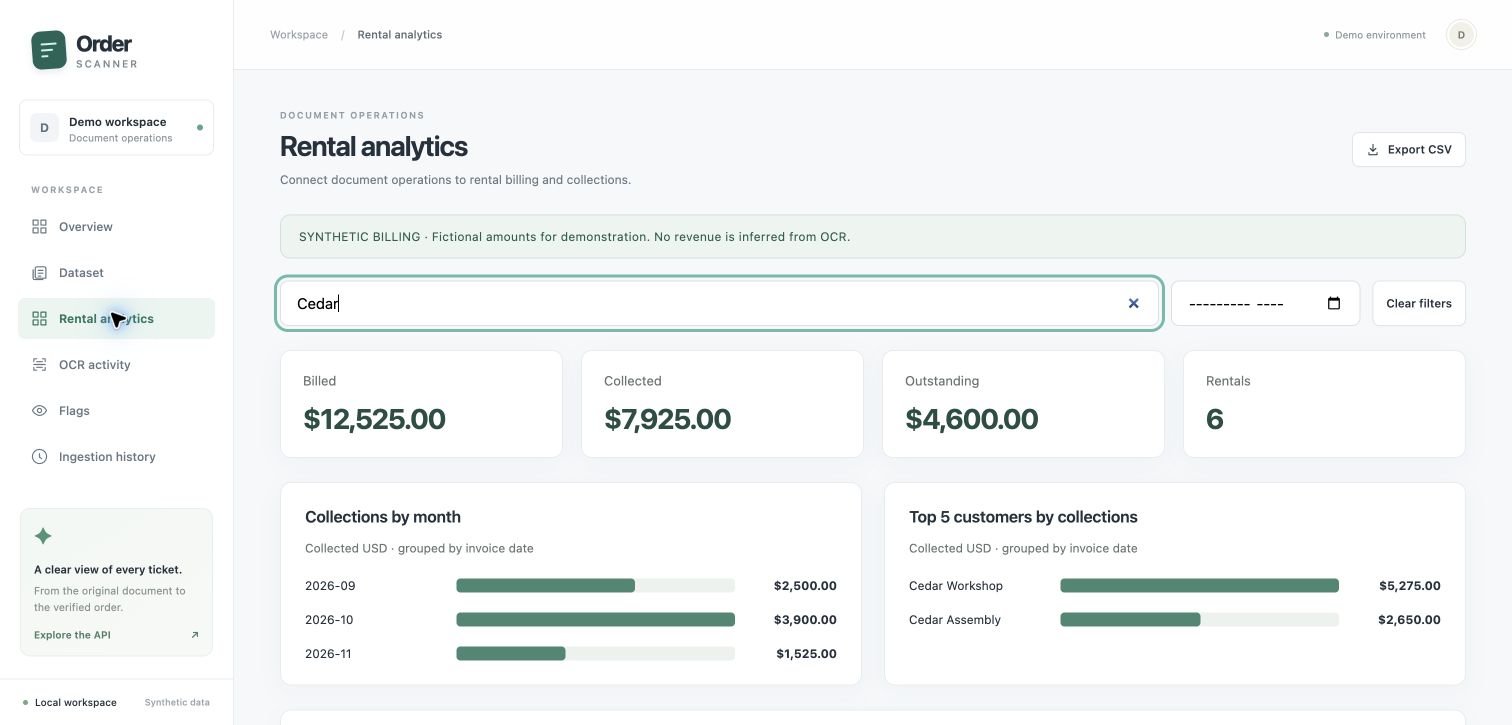 Order
SCANNER
D
Demo workspace
Document operations
WORKSPACE
Overview
Dataset
Rental analytics
OCR activity
Flags
Ingestion history
A clear view of every ticket.
From the original document to
the verified order.
Explore the API
Local workspace
Synthetic data
Workspace / Rental analytics
Demo environment
D
DOCUMENT OPERATIONS
Rental analytics
Connect document operations to rental billing and collections.
Export CSV
SYNTHETIC BILLING · Fictional amounts for demonstration. No revenue is inferred from OCR.
Cedar
--------- ----
Clear filters
Billed
$12,525.00
Collected
$7,925.00
Outstanding
$4,600.00
Rentals
6
Collections by month
Collected USD · grouped by invoice date
2026-09 $2,500.00
2026-10 $3,900.00
2026-11 $1,525.00
Top 5 customers by collections
Collected USD · grouped by invoice date
Cedar Workshop $5,275.00
Cedar Assembly $2,650.00